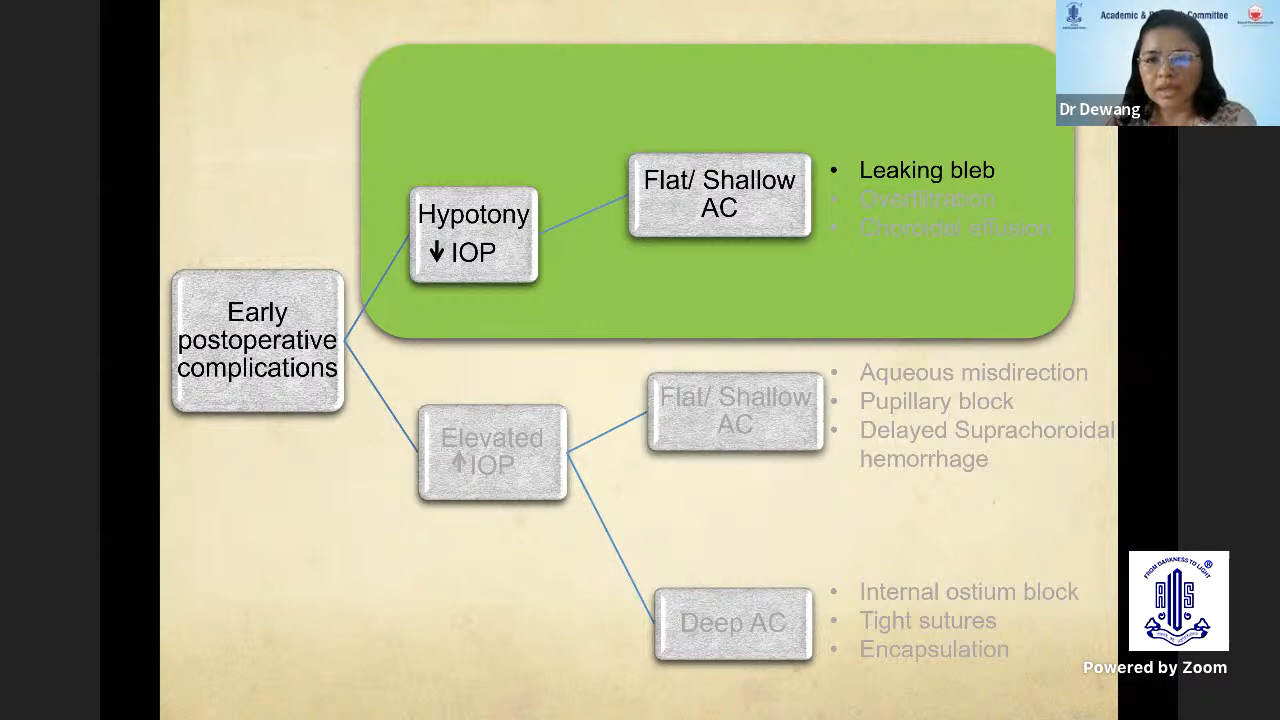 Academic & Committee
Dr Dewang
Early
postoperative
complications
Hypotony
↓ IOP
Flat/ Shallow
AC
• Leaking bleb
• Overfiltration
• Choroidal effusion
Elevated
↑IOP
Flat/ Shallow
AC
• Aqueous misdirection
• Pupillary block
• Delayed Suprachoroidal
hemorrhage
Deep AC
• Internal ostium block
• Tight sutures
• Encapsulation
FROM DARKNESS TO LIGHT
®
AIOS
Powered by Zoom